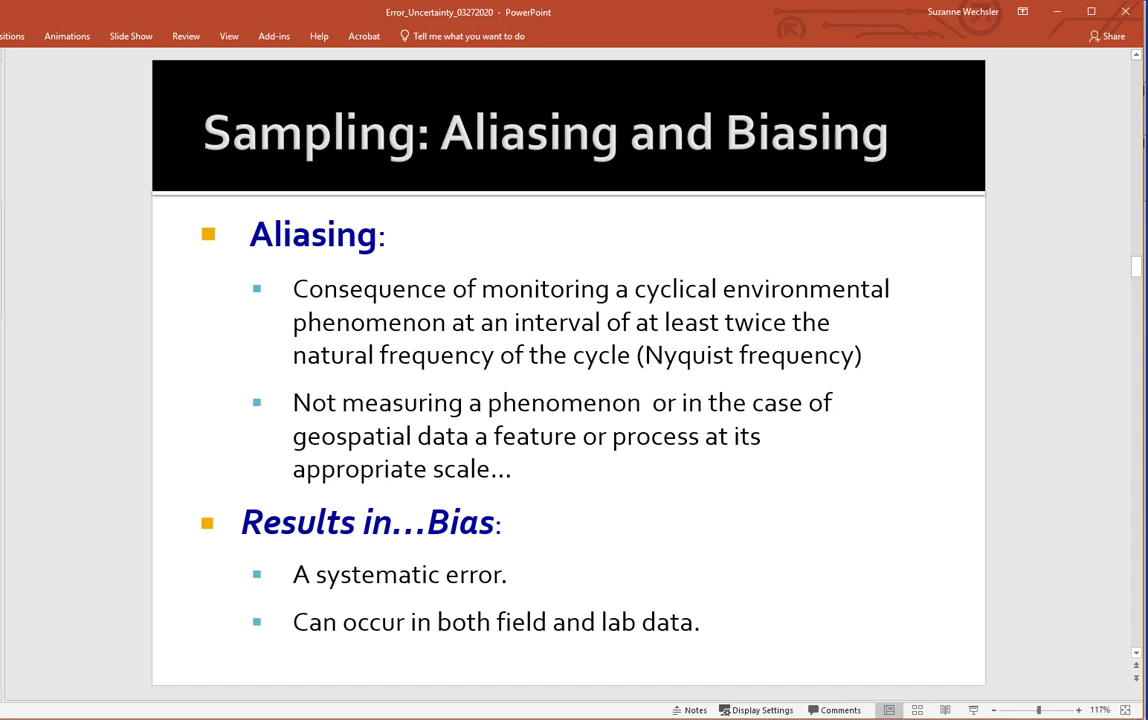 Error_Uncertainty_03272020 - PowerPoint
Suzanne Wechsler
sitions Animations Slide Show Review View Add-ins Help Acrobat Tell me what you want to do Share
Sampling: Aliasing and Biasing
Aliasing:
Consequence of monitoring a cyclical environmental
phenomenon at an interval of at least twice the
natural frequency of the cycle (Nyquist frequency)
Not measuring a phenomenon or in the case of
geospatial data a feature or process at its
appropriate scale...
Results in...Bias:
A systematic error.
Can occur in both field and lab data.
Notes Display Settings Comments 117%